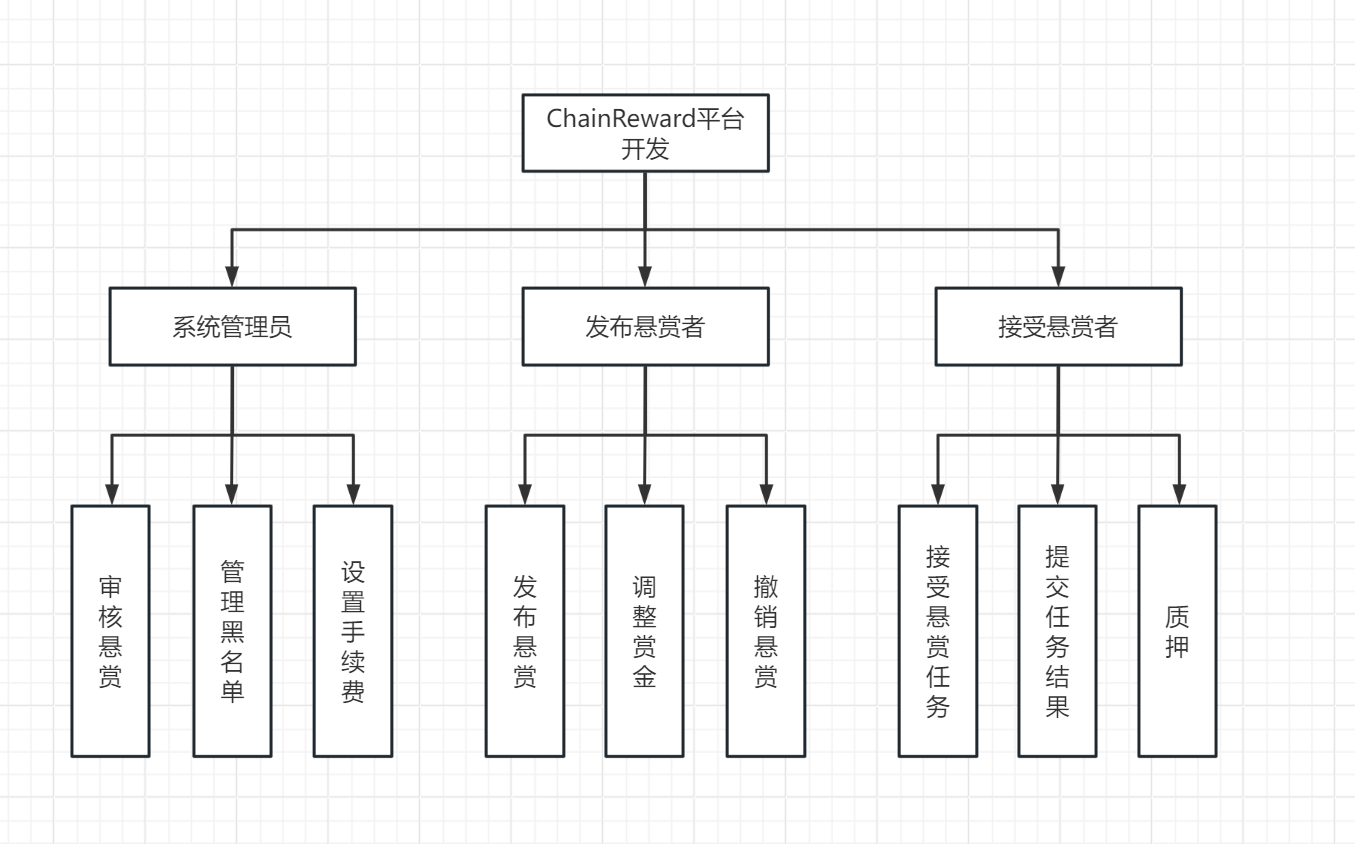 ChainReward平台
开发
系统管理员
发布悬赏者
接受悬赏者
审核悬赏
管理黑名单
设置手续费
发布悬赏
调整赏金
撤销悬赏
接受悬赏任务
提交任务结果
质押